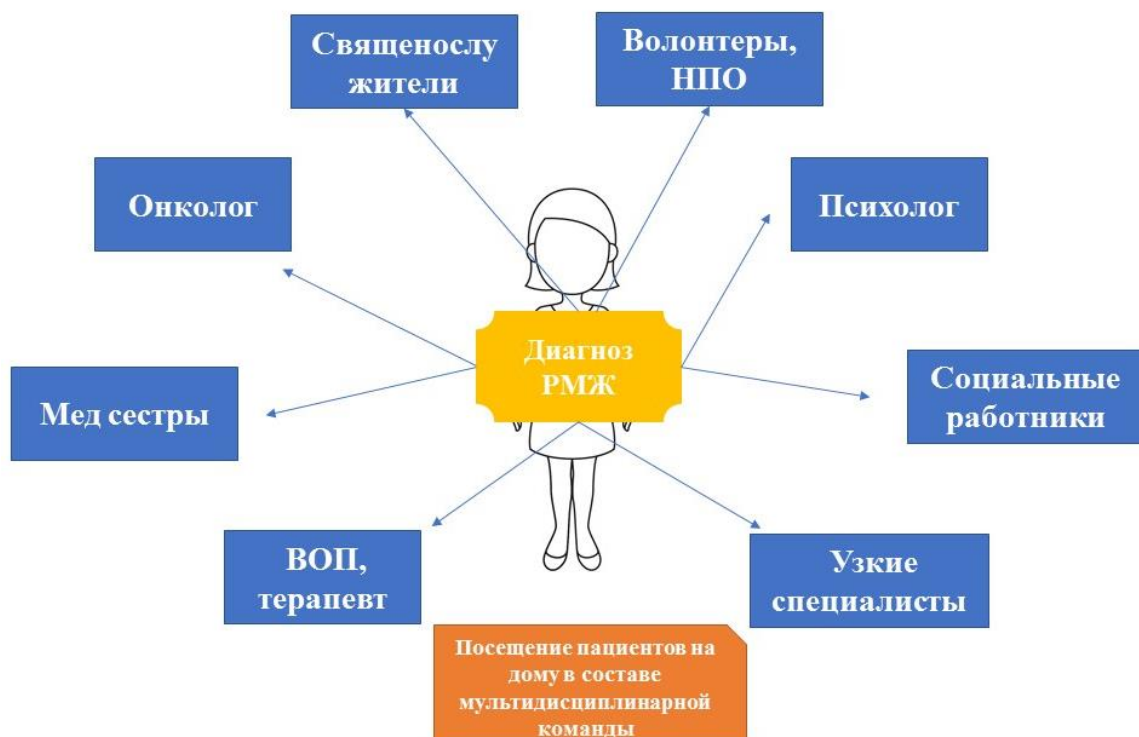 Священослу
жители
Волонтеры,
НПО
Онколог
Психолог
Диагноз
РМЖ
Мед сестры
Социальные
работники
ВОП,
терапевт
Узкие
специалисты
Посещение пациентов на
дому в составе
мультидисциплинарной
команды